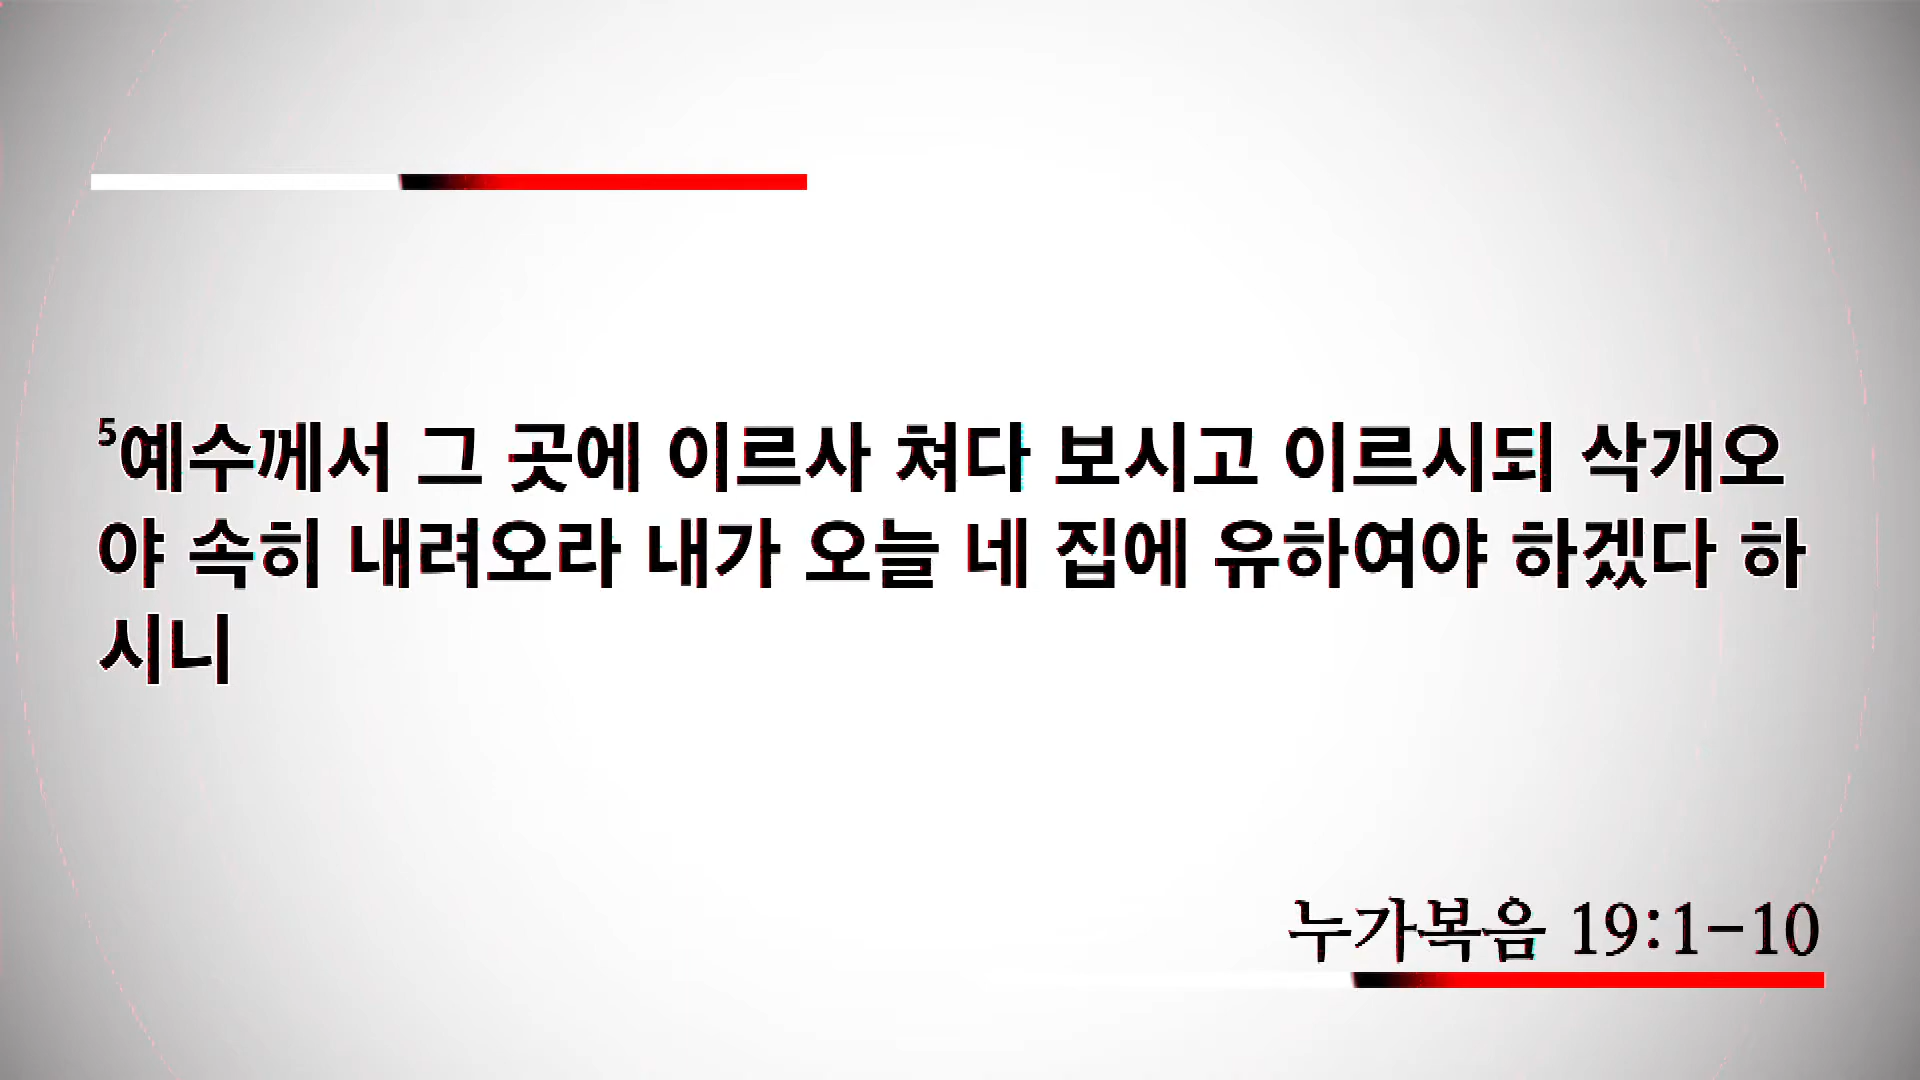 ⁵예수께서 그 곳에 이르사 쳐다 보시고 이르시되 삭개오
야 속히 내려오라 내가 오늘 네 집에 유하여야 하겠다 하
시니
누가복음 19:1-10